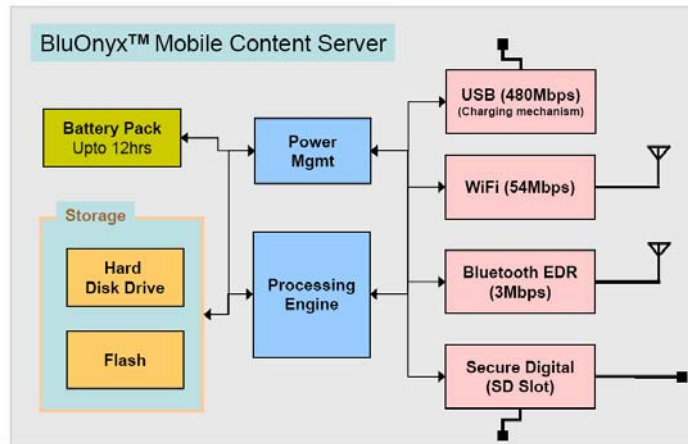 BluOnyx™ Mobile Content Server
Battery Pack
Upto 12hrs
Power
Mgmt
USB (480Mbps)
(Charging mechanism)
WiFi (54Mbps)
Storage
Hard
Disk Drive
Flash
Processing
Engine
Bluetooth EDR
(3Mbps)
Secure Digital
(SD Slot)